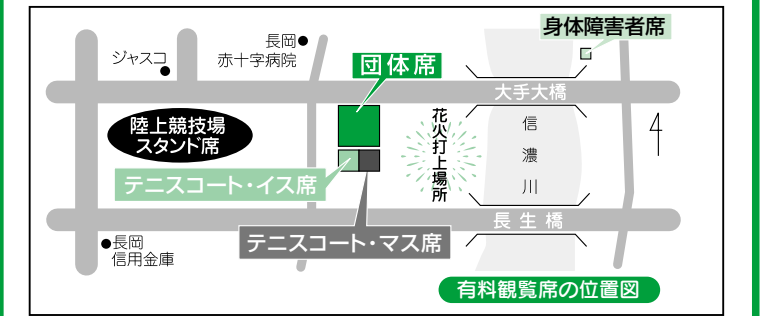 身体障害者席
長岡
赤十字病院
ジャスコ
団体席
大手大橋
陸上競技場
スタンド席
花火打上場所
信濃川
テニスコート・イス席
長生橋
テニスコート・マス席
長岡
信用金庫
有料観覧席の位置図